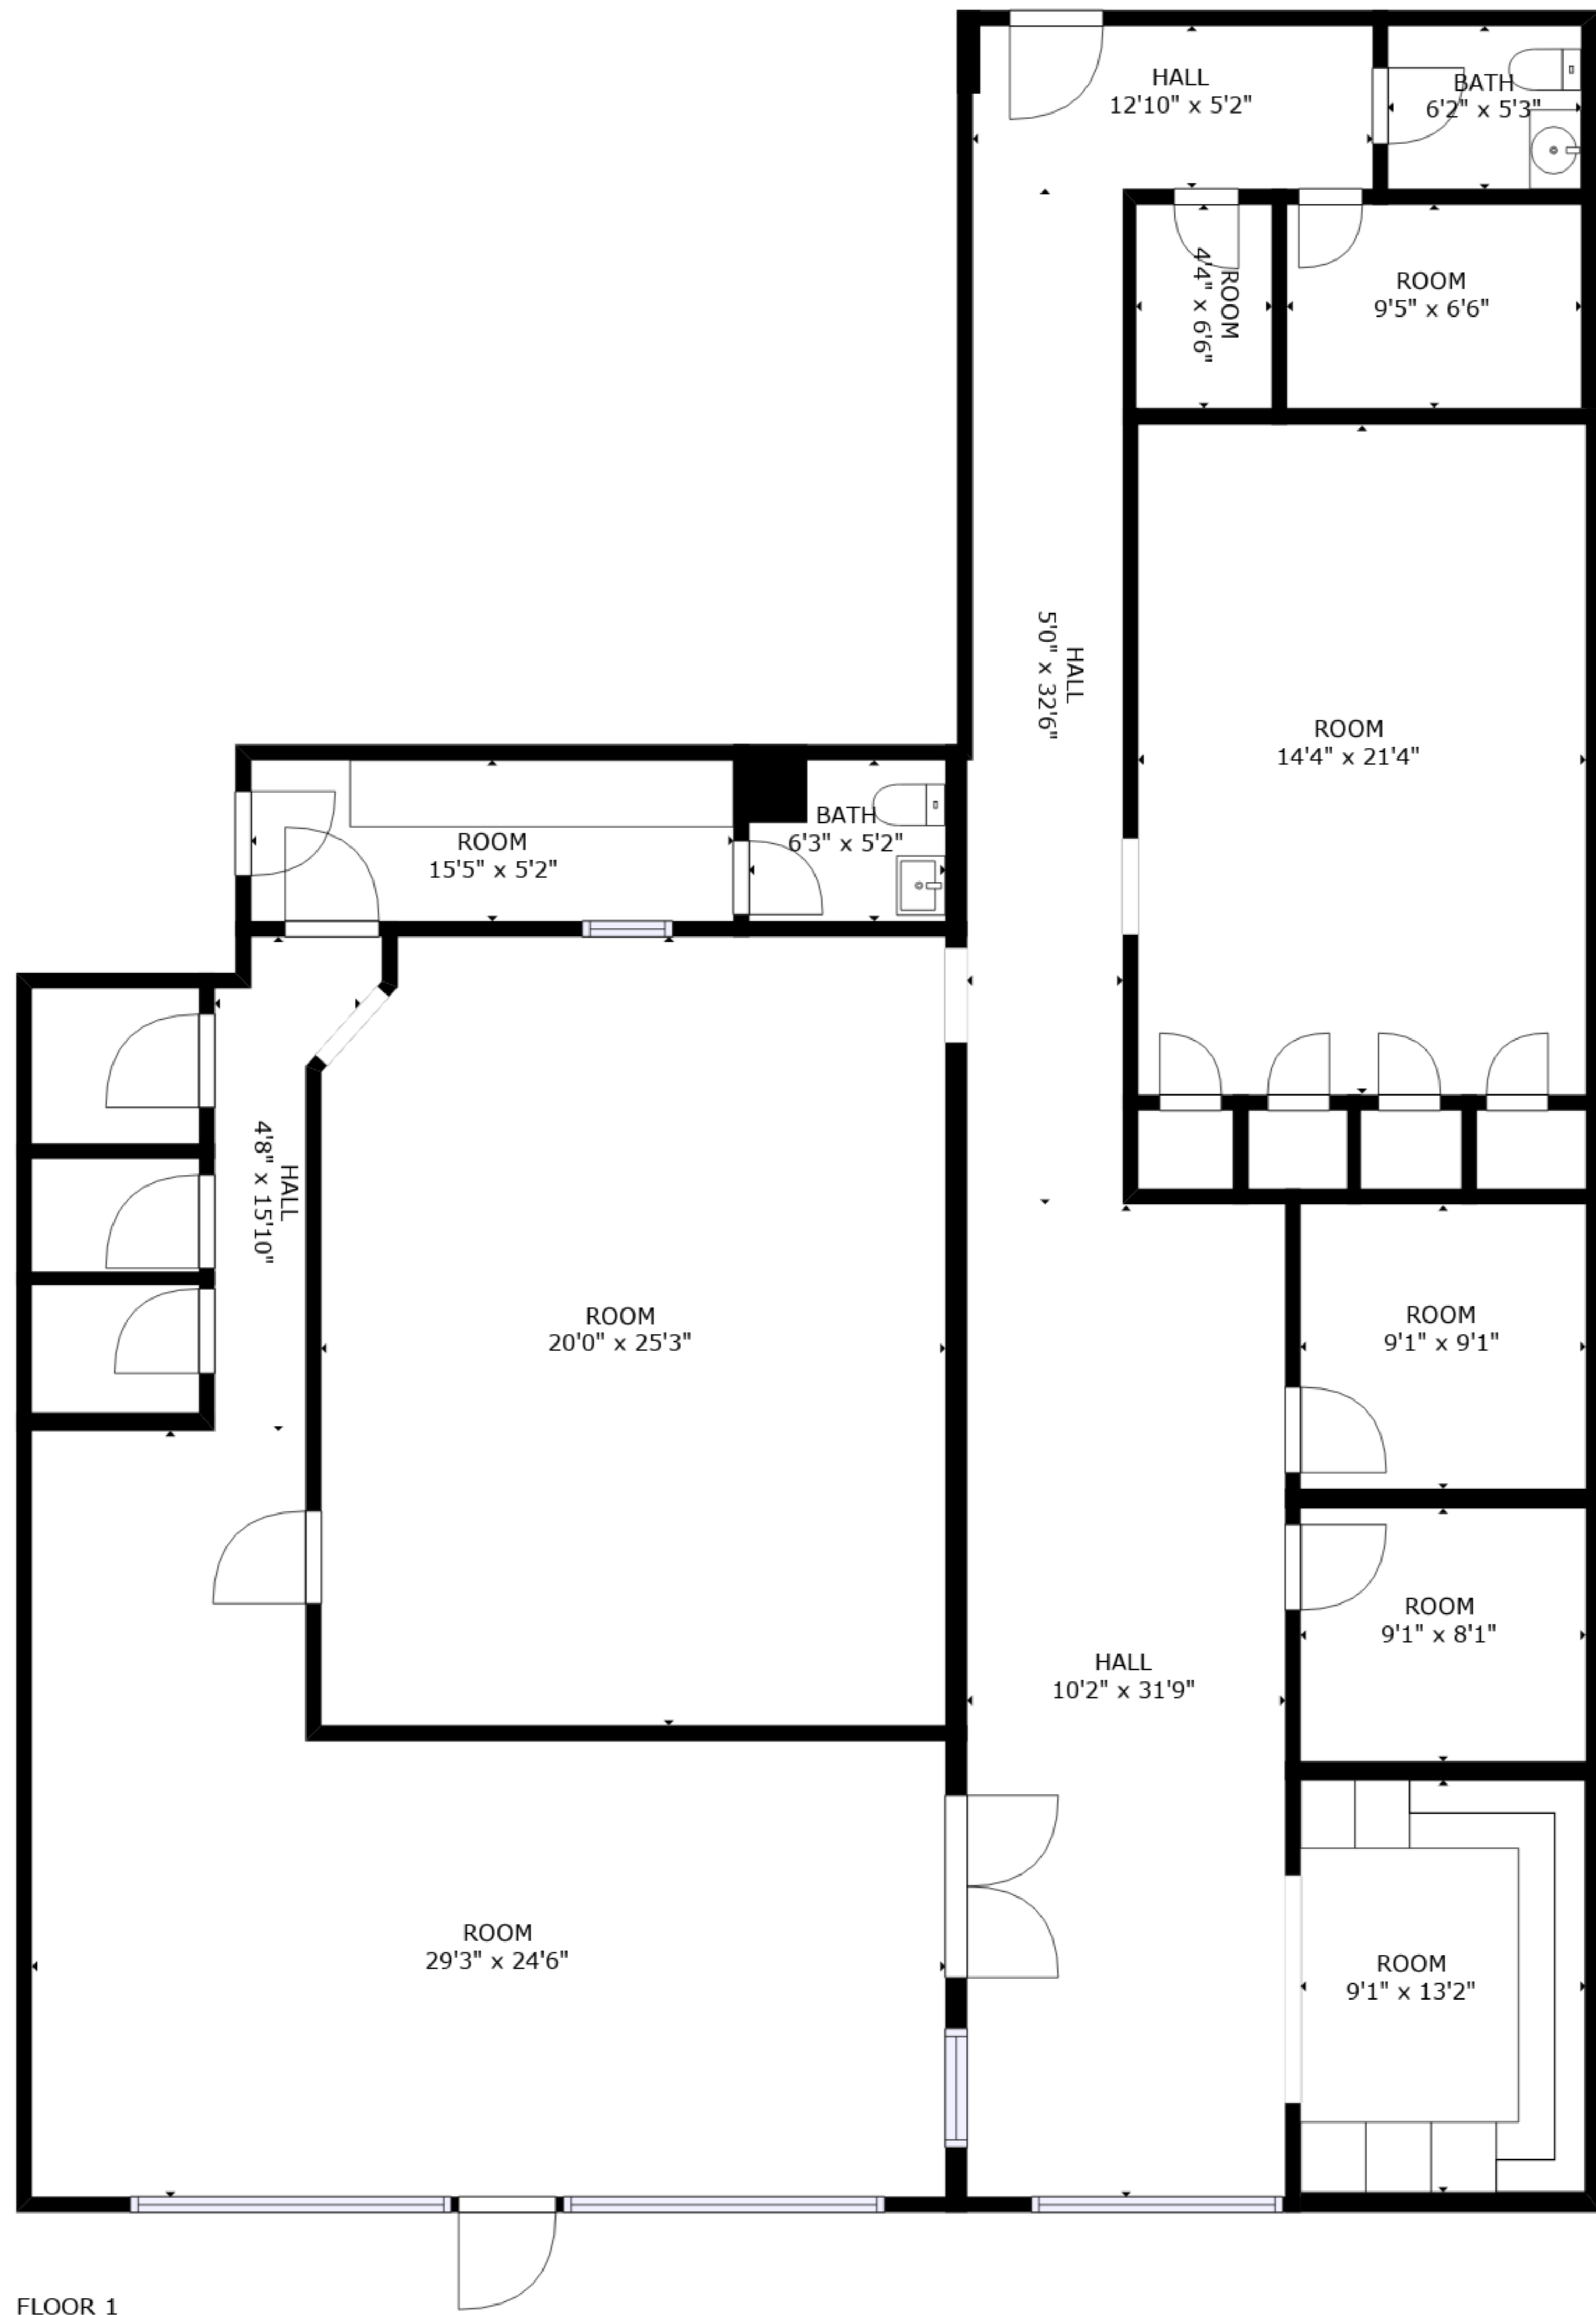 HALL
12'10" x 5'2"
BATH
6'2" x 5'3"
ROOM
4'4" x 6'6"
ROOM
9'5" x 6'6"
HALL
5'0" x 32'6"
ROOM
14'4" x 21'4"
ROOM
15'5" x 5'2"
BATH
6'3" x 5'2"
HALL
4'8" x 15'10"
ROOM
20'0" x 25'3"
ROOM
9'1" x 9'1"
ROOM
9'1" x 8'1"
HALL
10'2" x 31'9"
ROOM
29'3" x 24'6"
ROOM
9'1" x 13'2"
FLOOR 1